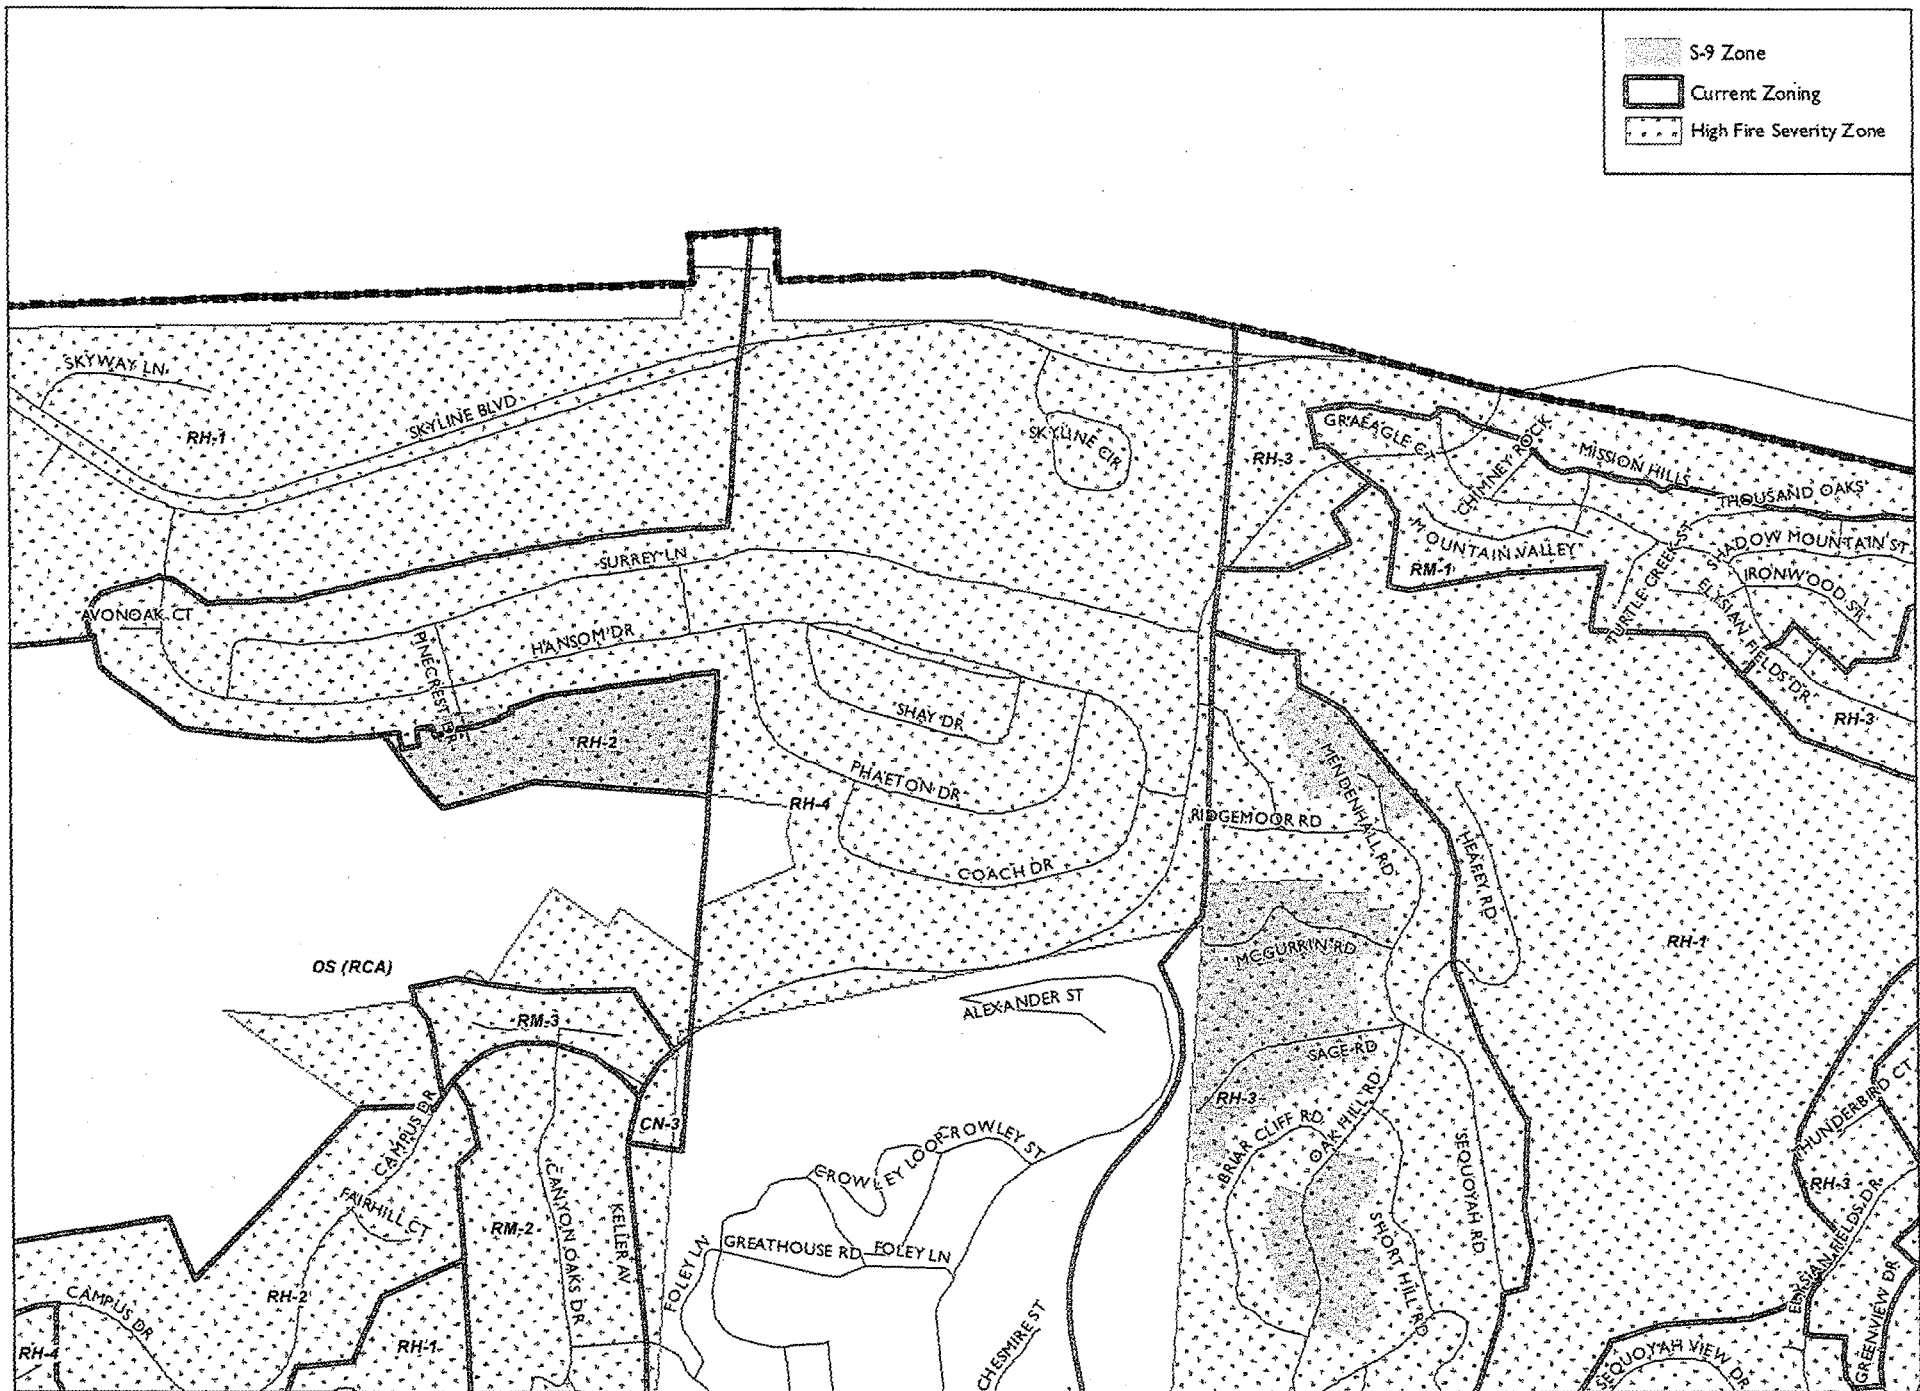 S-9 Zone
Current Zoning
High Fire Severity Zone
SKYWAY LN
RH-1
SKYLINE BLVD
SKYLINE CIR
RH-3
GRAEAGLE CT
CHIMNEY ROCK
MISSION HILLS
THOUSAND OAKS
MOUNTAIN VALLEY
RM-1
TURTLE CREEK ST
SHADOW MOUNTAIN ST
IRONWOOD ST
ELYSIAN FIELDS DR
RH-3
SURREY LN
AVONOAK CT
PINECREST DR
HANSOM DR
RH-2
SHAY DR
PHAETON DR
RH-4
COACH DR
RIDGEMOOR RD
MENDENHALL RD
HEAFEY RD
MCGURRIN RD
RH-1
OS (RCA)
RM-3
ALEXANDER ST
SAGE RD
RH-3
CN-3
CAMPUS DR
BRIAR CLIFF RD
OAK HILL RD
SEQUOYAH RD
THUNDERBIRD CT
CROWLEY LOOP
ROWLEY ST
FAIRHILL CT
RM-2
CANYON OAKS DR
KELLER AV
FOLEY LN
GREATHOUSE RD
FOLEY LN
SHORT HILL RD
RH-3
ELYSIAN FIELDS DR
GREENVIEW DR
RH-2
CAMPUS DR
RH-4
RH-1
CHESMIRE ST
SEQUOYAH VIEW DR